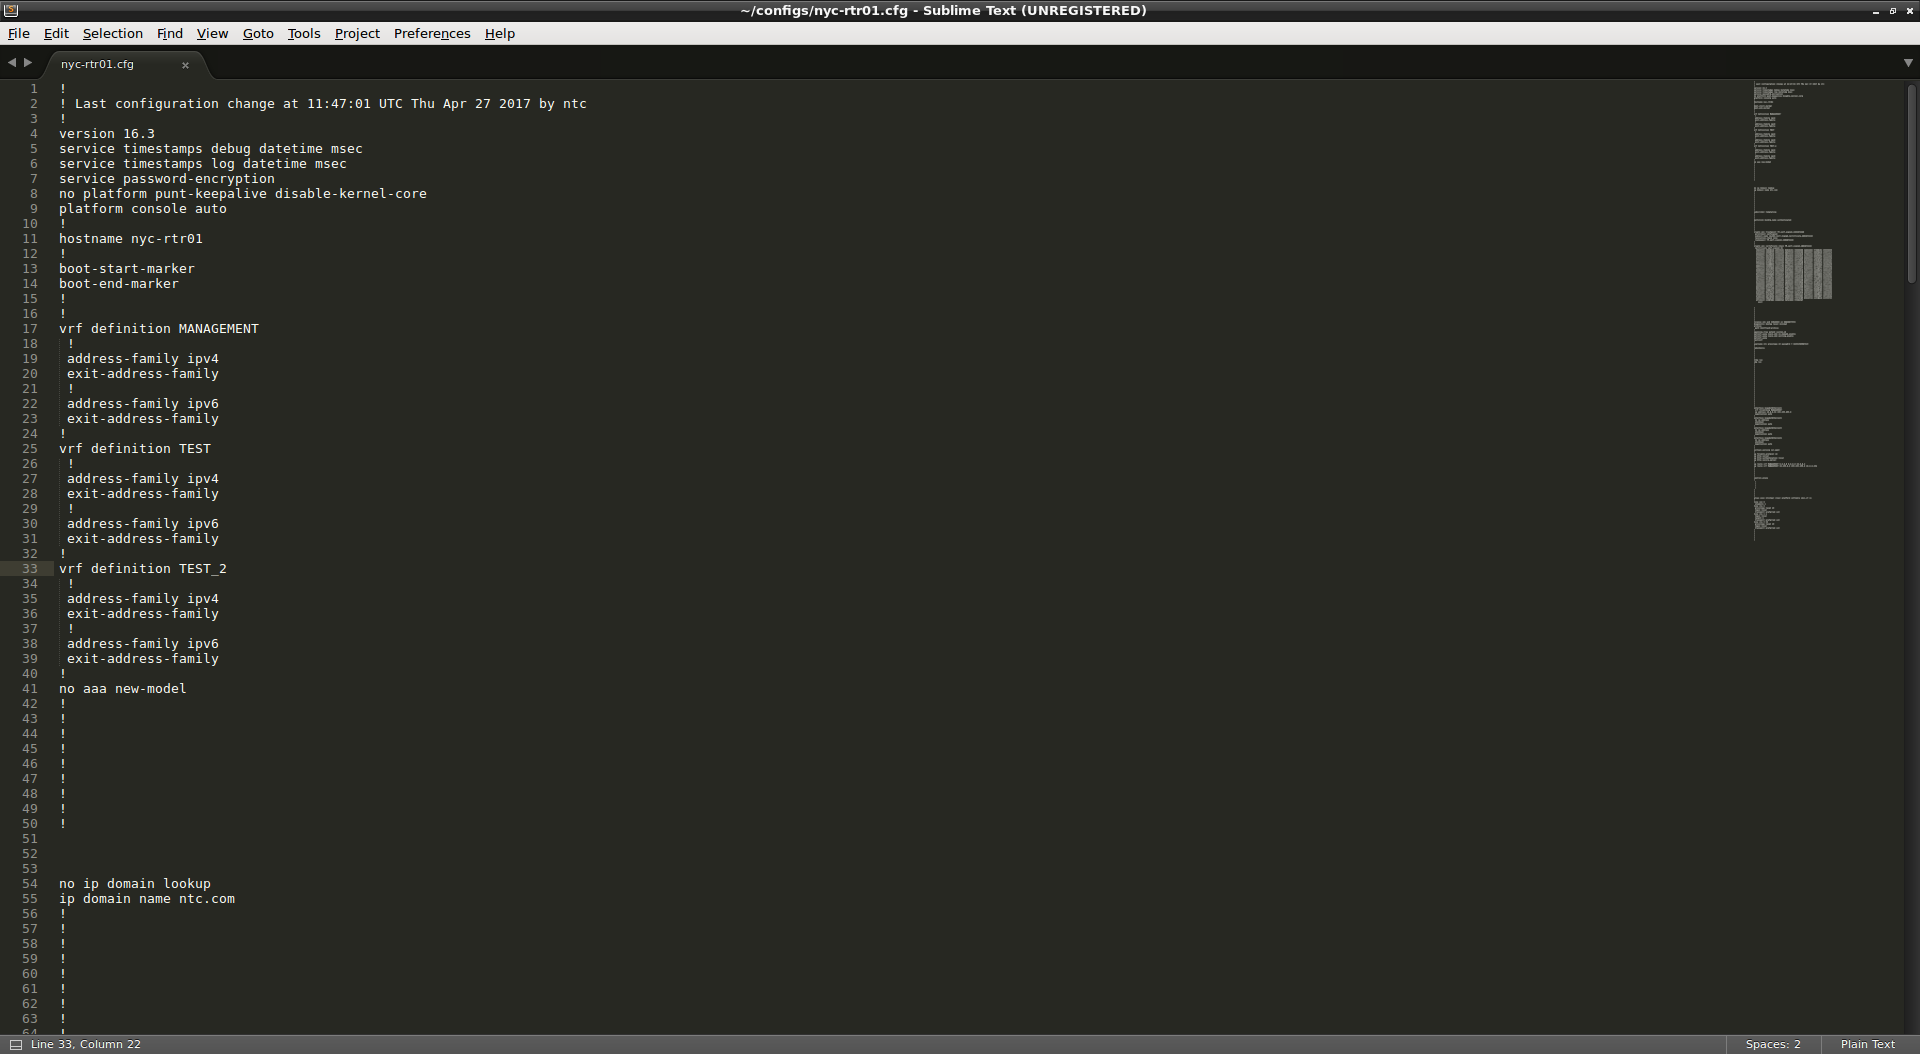 ~/configs/nyc-rtr01.cfg - Sublime Text (UNREGISTERED)
File Edit Selection Find View Goto Tools Project Preferences Help
nyc-rtr01.cfg
1 !
2 ! Last configuration change at 11:47:01 UTC Thu Apr 27 2017 by ntc
3 !
4 version 16.3
5 service timestamps debug datetime msec
6 service timestamps log datetime msec
7 service password-encryption
8 no platform punt-keepalive disable-kernel-core
9 platform console auto
10 !
11 hostname nyc-rtr01
12 !
13 boot-start-marker
14 boot-end-marker
15 !
16 !
17 vrf definition MANAGEMENT
18 !
19 address-family ipv4
20 exit-address-family
21 !
22 address-family ipv6
23 exit-address-family
24 !
25 vrf definition TEST
26 !
27 address-family ipv4
28 exit-address-family
29 !
30 address-family ipv6
31 exit-address-family
32 !
33 vrf definition TEST_2
34 !
35 address-family ipv4
36 exit-address-family
37 !
38 address-family ipv6
39 exit-address-family
40 !
41 no aaa new-model
42 !
43 !
44 !
45 !
46 !
47 !
48 !
49 !
50 !
51
52
53
54 no ip domain lookup
55 ip domain name ntc.com
56 !
57 !
58 !
59 !
60 !
61 !
62 !
63 !
64 !
Line 33, Column 22 Spaces: 2 Plain Text